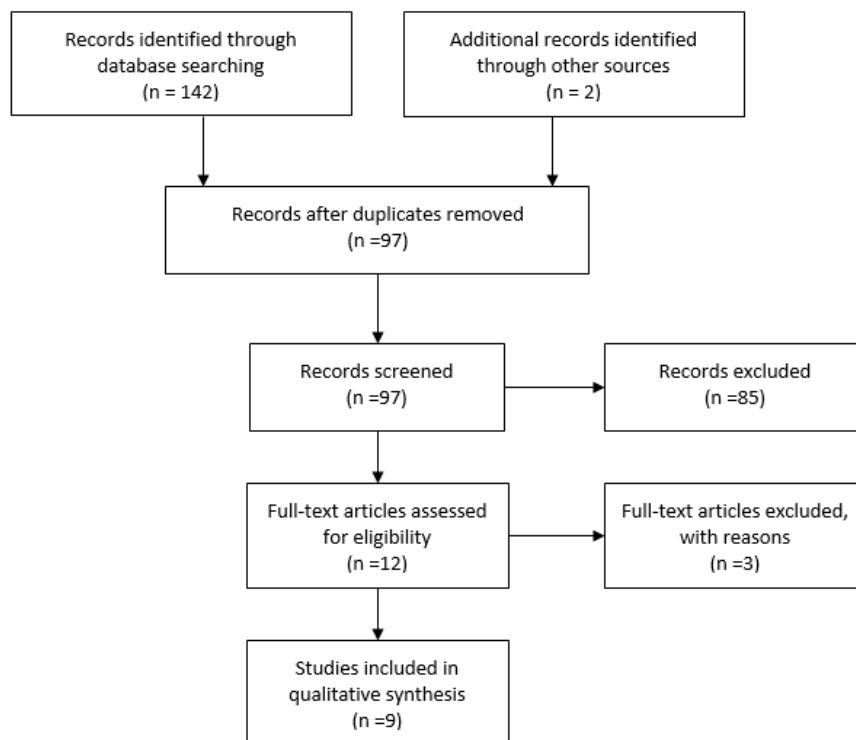 Records identified through
database searching
(n = 142)
Additional records identified
through other sources
(n = 2)
Records after duplicates removed
(n =97)
Records screened
(n =97)
Records excluded
(n =85)
Full-text articles assessed
for eligibility
(n =12)
Full-text articles excluded,
with reasons
(n =3)
Studies included in
qualitative synthesis
(n =9)